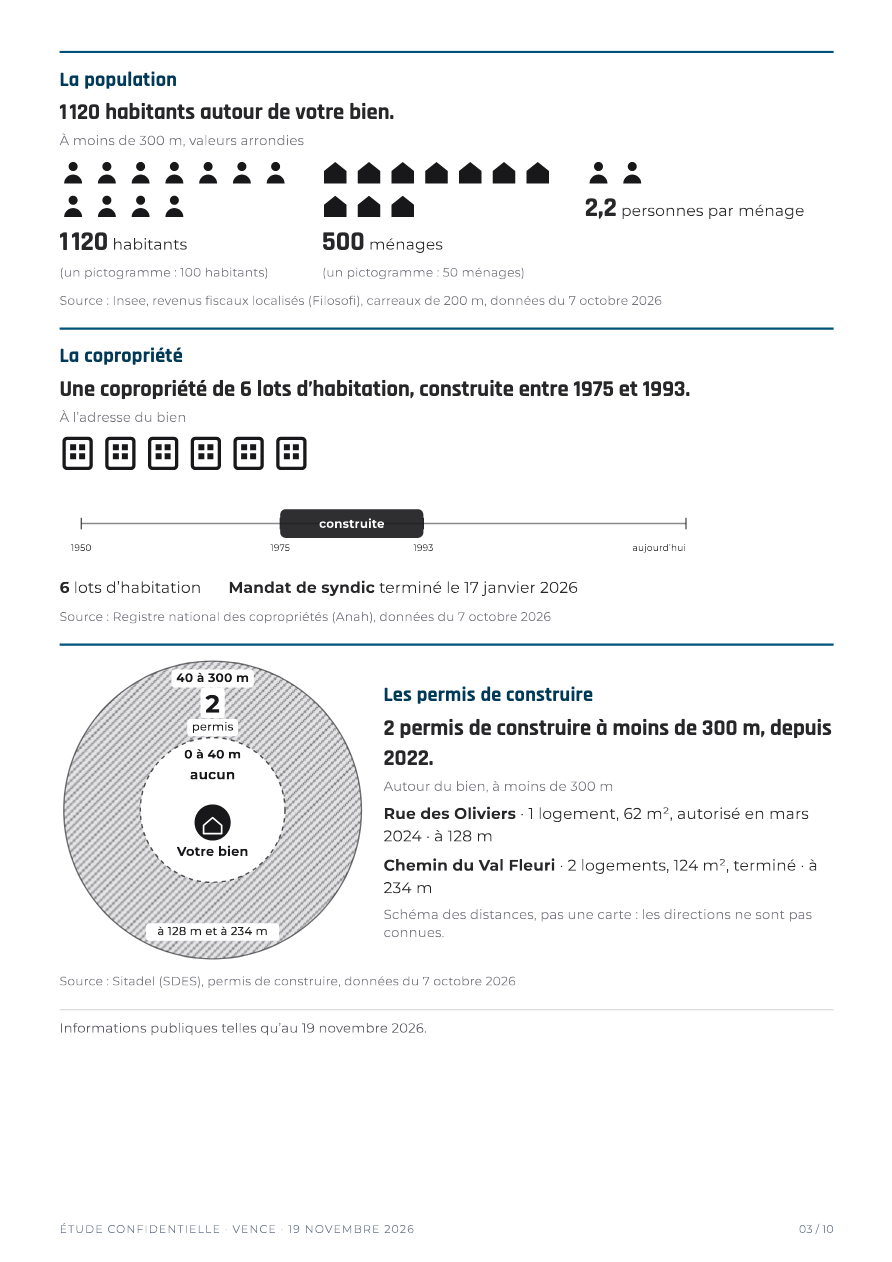 La population
1120 habitants autour de votre bien.
À moins de 300 m, valeurs arrondies
1120 habitants
(un pictogramme : 100 habitants)
500 ménages
(un pictogramme : 50 ménages)
2,2 personnes par ménage
Source : Insee, revenus fiscaux localisés (Filosofi), carreaux de 200 m, données du 7 octobre 2026
La copropriété
Une copropriété de 6 lots d’habitation, construite entre 1975 et 1993.
À l’adresse du bien
construite
1950
1975
1993
aujourd’hui
6 lots d’habitation
Mandat de syndic terminé le 17 janvier 2026
Source : Registre national des copropriétés (Anah), données du 7 octobre 2026
40 à 300 m
2
permis
0 à 40 m
aucun
Votre bien
à 128 m et à 234 m
Les permis de construire
2 permis de construire à moins de 300 m, depuis
2022.
Autour du bien, à moins de 300 m
Rue des Oliviers · 1 logement, 62 m², autorisé en mars
2024 · à 128 m
Chemin du Val Fleuri · 2 logements, 124 m², terminé · à
234 m
Schéma des distances, pas une carte : les directions ne sont pas
connues.
Source : Sitadel (SDES), permis de construire, données du 7 octobre 2026
Informations publiques telles qu’au 19 novembre 2026.
ÉTUDE CONFIDENTIELLE · VENCE · 19 NOVEMBRE 2026
03 / 10